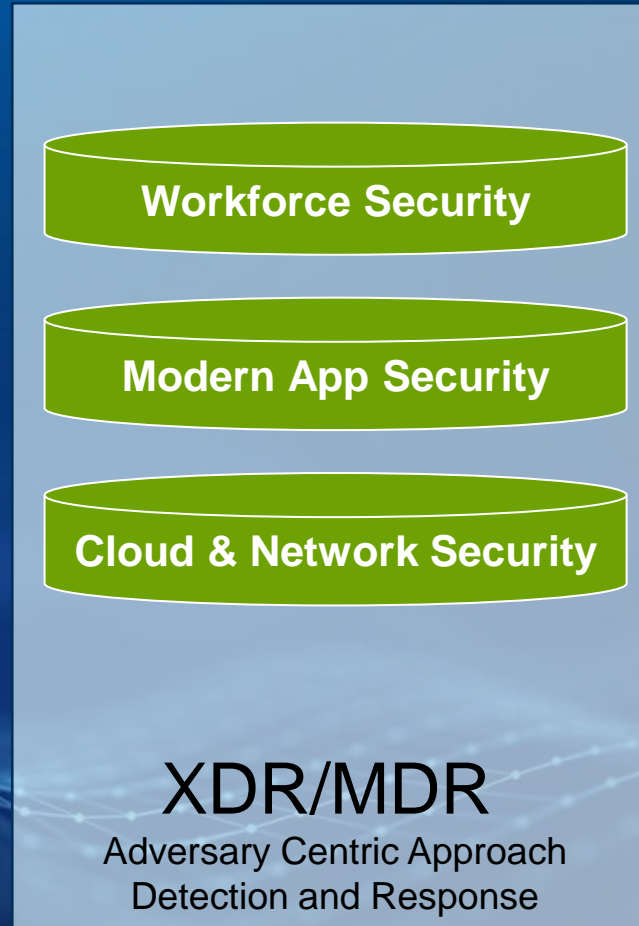 Workforce Security
Modern App Security
Cloud & Network Security
XDR/MDR
Adversary Centric Approach
Detection and Response